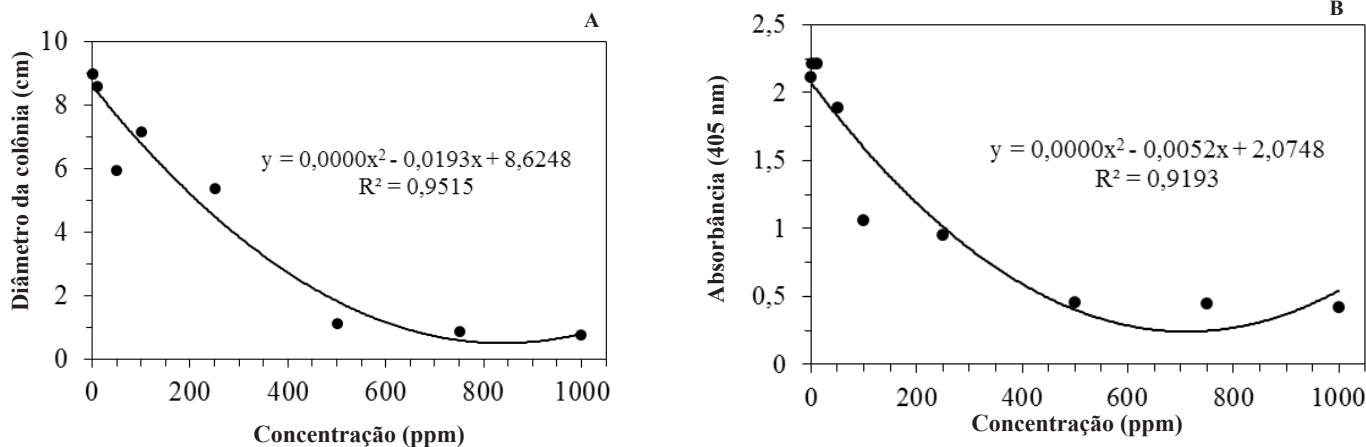 A
Diâmetro da colônia (cm)
10
8
6
4
2
0
y = 0,0000x² - 0,0193x + 8,6248
R² = 0,9515
0 200 400 600 800 1000
Concentração (ppm)
B
Absorbância (405 nm)
2,5
2
1,5
1
0,5
0
y = 0,0000x² - 0,0052x + 2,0748
R² = 0,9193
0 200 400 600 800 1000
Concentração (ppm)